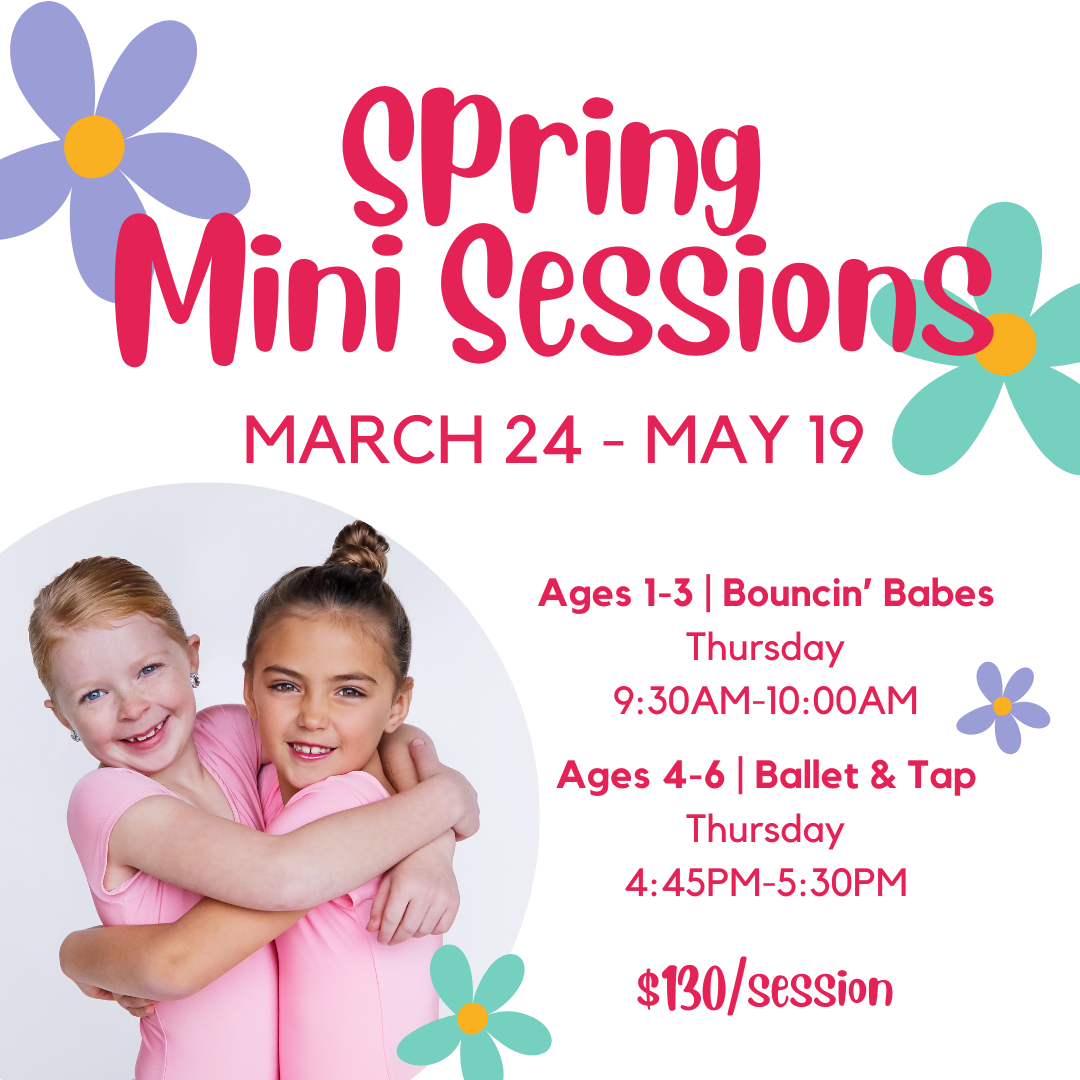 Spring
Mini Sessions
MARCH 24 - MAY 19
Ages 1-3 | Bouncin' Babes
Thursday
9:30AM-10:00AM
Ages 4-6 | Ballet & Tap
Thursday
4:45PM-5:30PM
$130/session